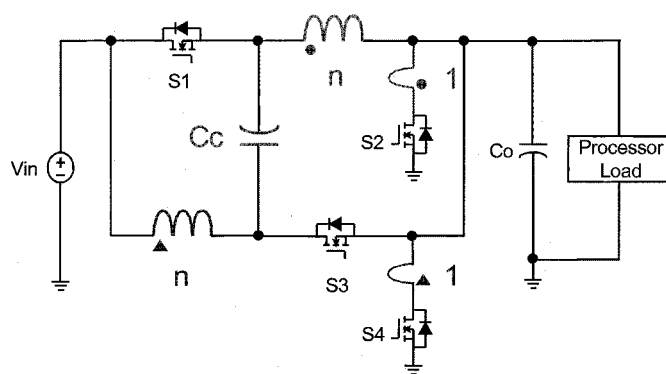 S1
n
1
S2
Cc
Vin
+
-
Co
Processor
Load
n
S3
1
S4